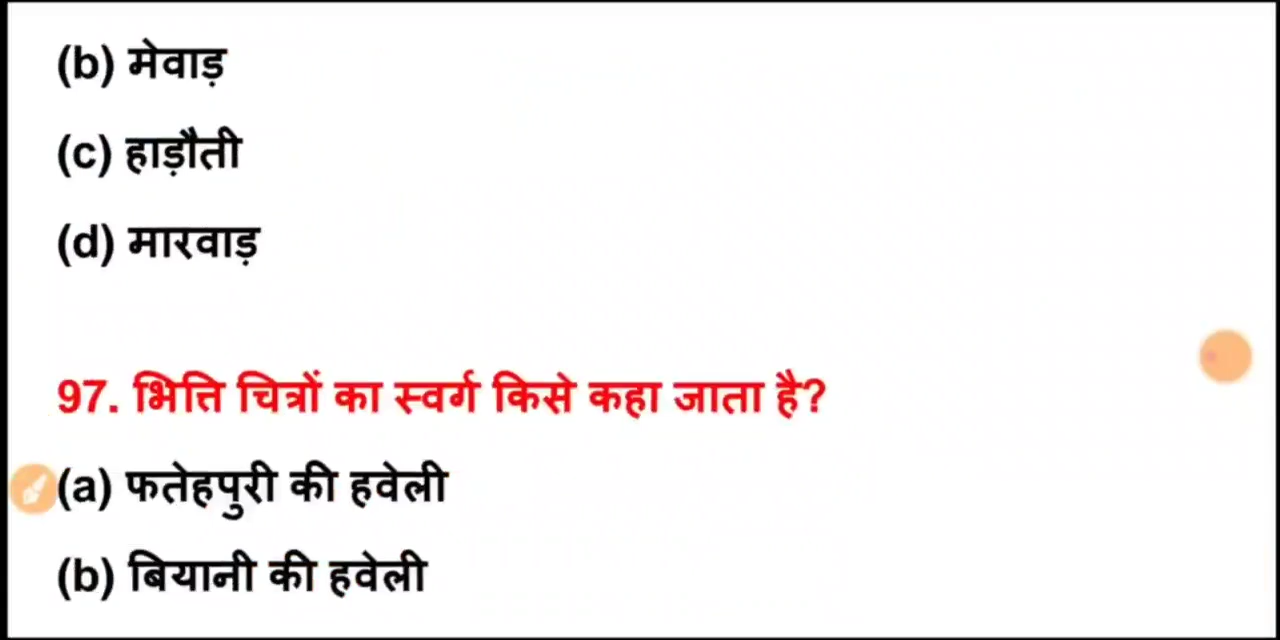 (b) मेवाड़
(c) हाड़ौती
(d) मारवाड़
97. भित्ति चित्रों का स्वर्ग किसे कहा जाता है?
(a) फतेहपुरी की हवेली
(b) बियानी की हवेली